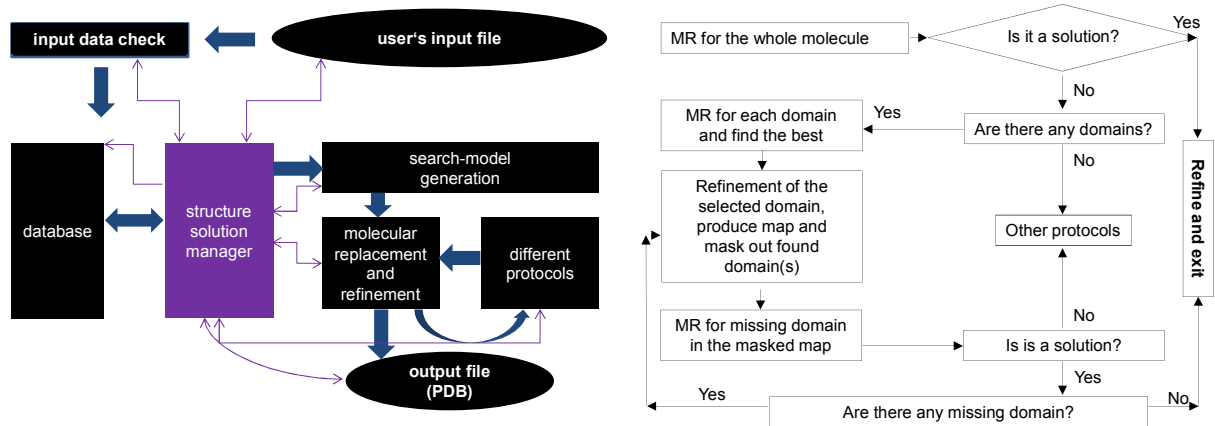 input data check
user‘s input file
database
structure
solution
manager
search-model
generation
molecular
replacement
and
refinement
different
protocols
output file
(PDB)
MR for the whole molecule
Is it a solution?
Yes
No
MR for each domain
and find the best
Yes
Are there any domains?
Refinement of the
selected domain,
produce map and
mask out found
domain(s)
No
Other protocols
Refine and exit
MR for missing domain
in the masked map
No
Is is a solution?
Yes
Yes
Are there any missing domain?
No